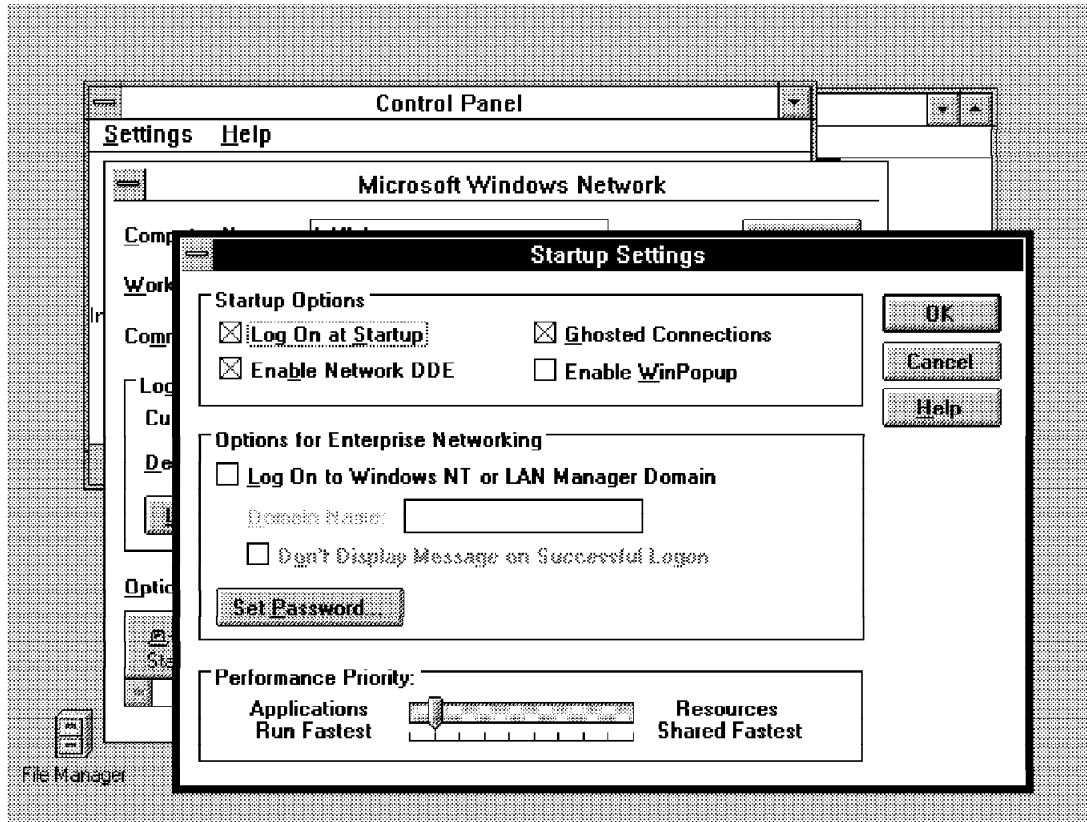 Control Panel
Settings Help
Microsoft Windows Network
Startup Settings
Startup Options
Log On at Startup
Ghosted Connections
Enable Network DDE
Enable WinPopup
OK
Cancel
Help
Options for Enterprise Networking
Log On to Windows NT or LAN Manager Domain
Domain Name:
Don't Display Message on Successful Logon
Set Password...
Performance Priority:
Applications
Run Fastest
Resources
Shared Fastest
File Manager